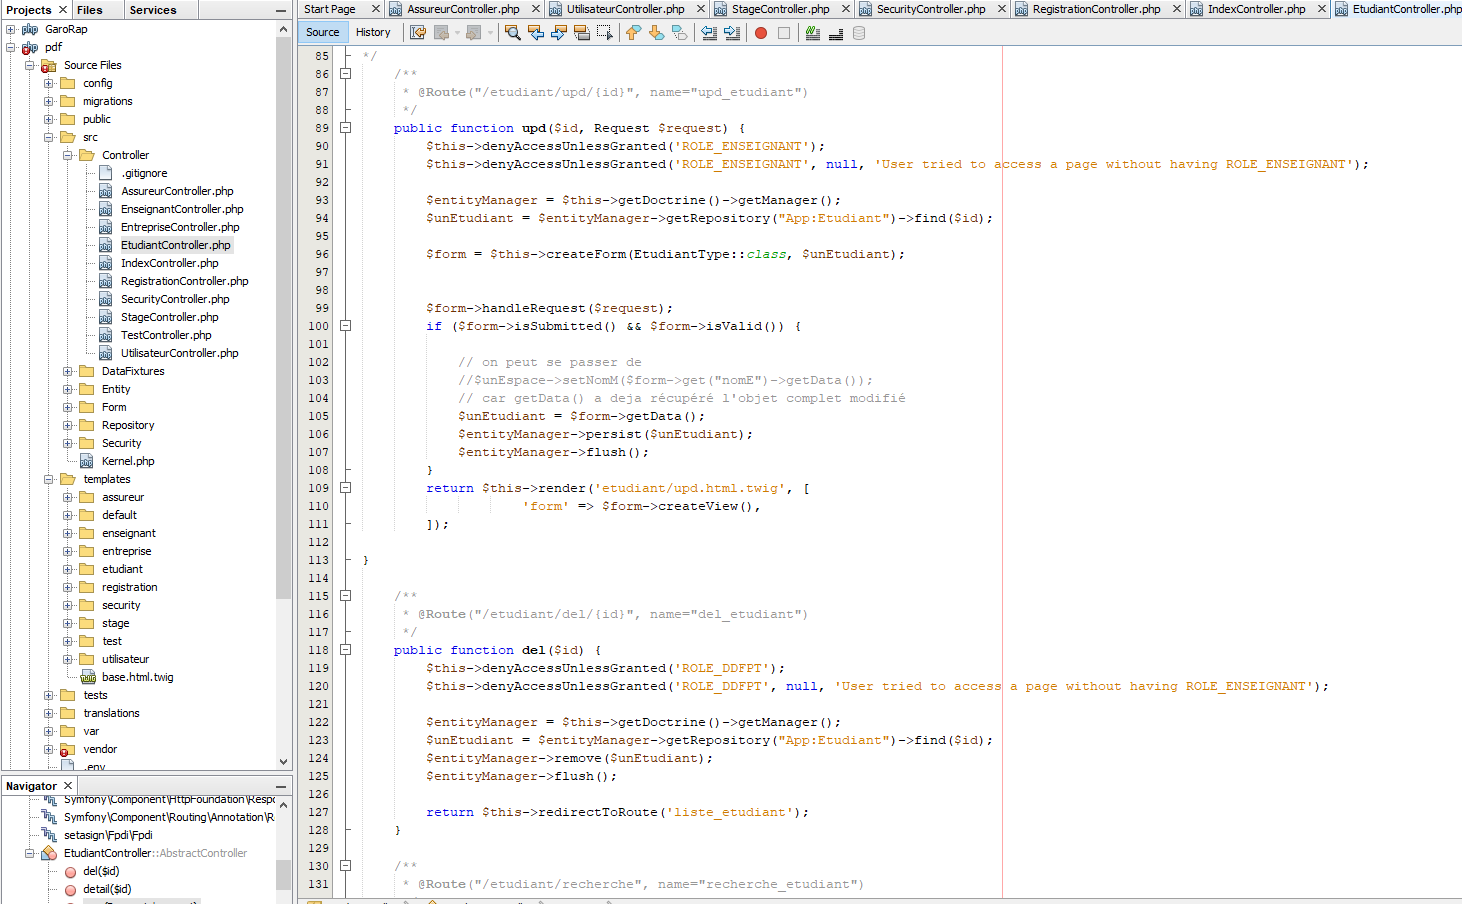 Projects
Files
Services
GaroRap
pdf
Source Files
config
migrations
public
src
Controller
.gitignore
AssureurController.php
EnseignantController.php
EntrepriseController.php
EtudiantController.php
IndexController.php
RegistrationController.php
SecurityController.php
StageController.php
TestController.php
UtilisateurController.php
DataFixtures
Entity
Form
Repository
Security
Kernel.php
templates
assureur
default
enseignant
entreprise
etudiant
registration
security
stage
test
utilisateur
base.html.twig
tests
translations
var
vendor
.env
Navigator
Symfony\Component\HttpFoundation\Respo
Symfony\Component\Routing\Annotation\R
setasign\Fpdi\Fpdi
EtudiantController::AbstractController
del($id)
detail($id)
Start Page
AssureurController.php
UtilisateurController.php
StageController.php
SecurityController.php
RegistrationController.php
IndexController.php
EtudiantController.php
Source
History
85 */
86 /**
87 * @Route("/etudiant/upd/{id}", name="upd_etudiant")
88 */
89 public function upd($id, Request $request) {
90 $this->denyAccessUnlessGranted('ROLE_ENSEIGNANT');
91 $this->denyAccessUnlessGranted('ROLE_ENSEIGNANT', null, 'User tried to access a page without having ROLE_ENSEIGNANT');
92
93 $entityManager = $this->getDoctrine()->getManager();
94 $unEtudiant = $entityManager->getRepository("App:Etudiant")->find($id);
95
96 $form = $this->createForm(EtudiantType::class, $unEtudiant);
97
98
99 $form->handleRequest($request);
100 if ($form->isSubmitted() && $form->isValid()) {
101
102 // on peut se passer de
103 //$unEspace->setNomM($form->get("nomE")->getData());
104 // car getData() a deja récupéré l'objet complet modifié
105 $unEtudiant = $form->getData();
106 $entityManager->persist($unEtudiant);
107 $entityManager->flush();
108 }
109 return $this->render('etudiant/upd.html.twig', [
110 'form' => $form->createView(),
111 ]);
112
113 }
114
115 /**
116 * @Route("/etudiant/del/{id}", name="del_etudiant")
117 */
118 public function del($id) {
119 $this->denyAccessUnlessGranted('ROLE_DDFPT');
120 $this->denyAccessUnlessGranted('ROLE_DDFPT', null, 'User tried to access a page without having ROLE_ENSEIGNANT');
121
122 $entityManager = $this->getDoctrine()->getManager();
123 $unEtudiant = $entityManager->getRepository("App:Etudiant")->find($id);
124 $entityManager->remove($unEtudiant);
125 $entityManager->flush();
126
127 return $this->redirectToRoute('liste_etudiant');
128 }
129
130 /**
131 * @Route("/etudiant/recherche", name="recherche_etudiant")